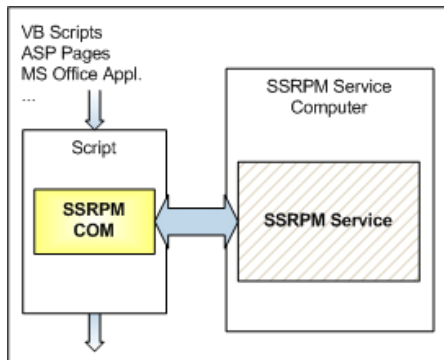 VB Scripts
ASP Pages
MS Office Appl.
...
Script
SSRPM
COM
SSRPM Service
Computer
SSRPM Service